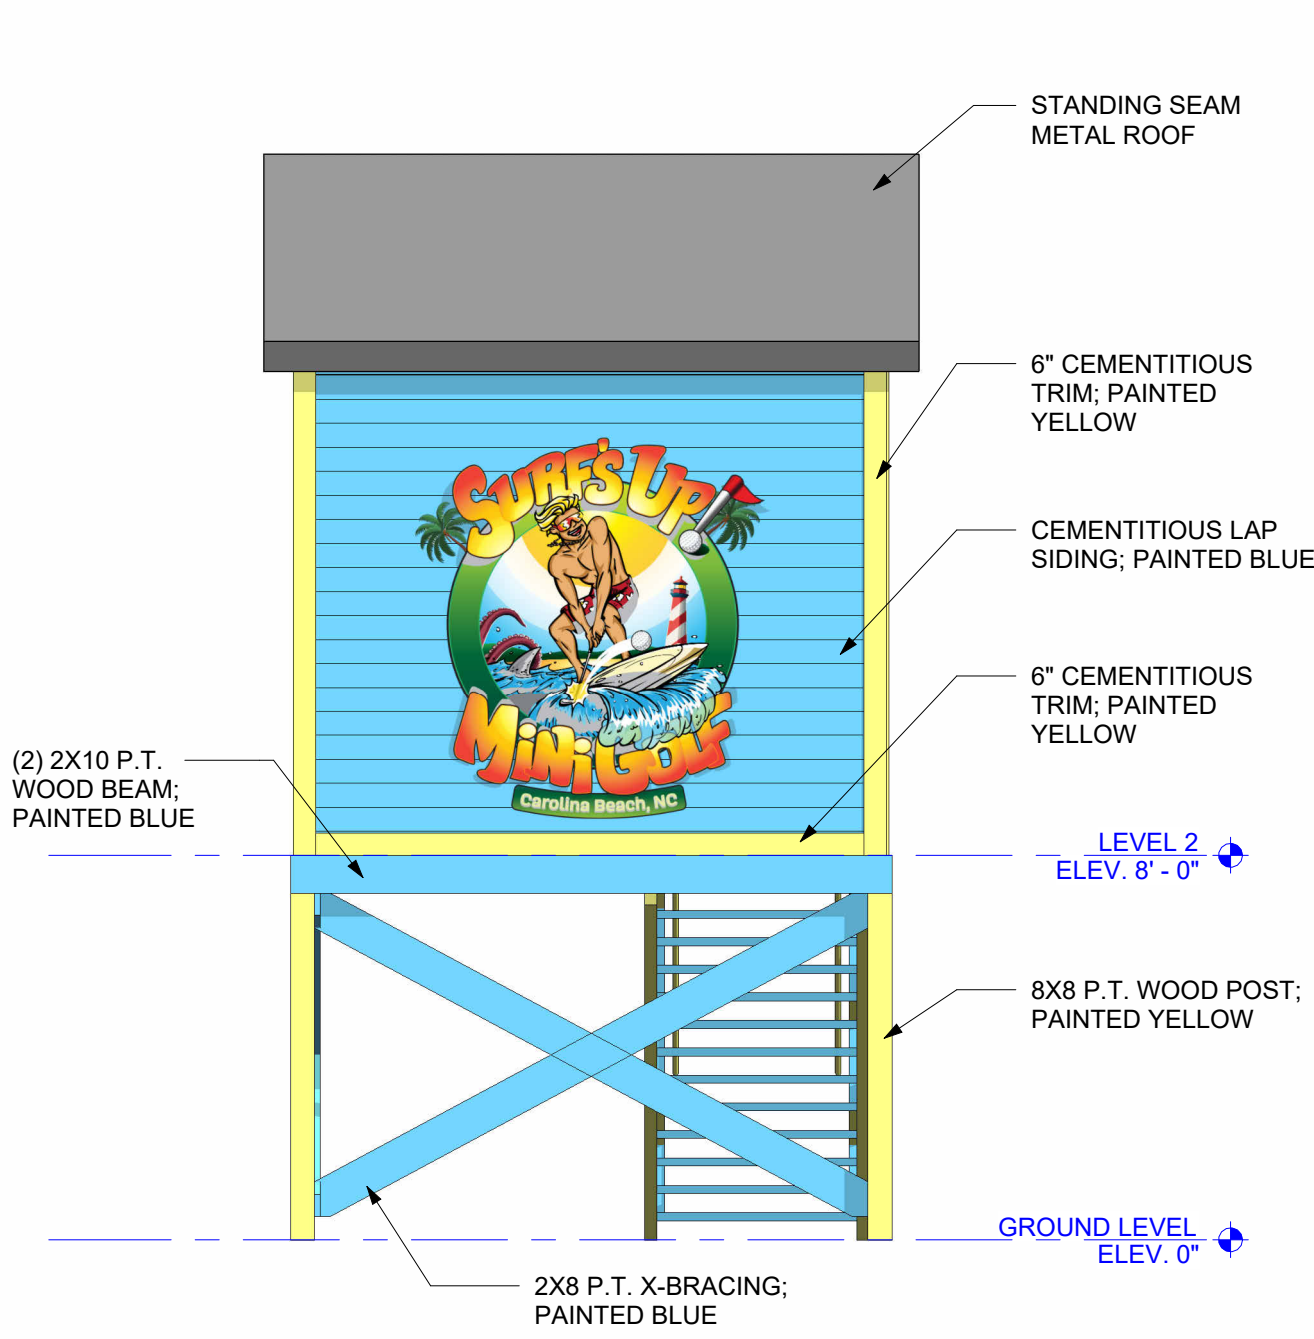 STANDING SEAM
METAL ROOF
6" CEMENTITIOUS
TRIM; PAINTED
YELLOW
SURF'S UP
CEMENTITIOUS LAP
SIDING; PAINTED BLUE
6" CEMENTITIOUS
TRIM; PAINTED
YELLOW
MINI GOLF
Carolina Beach, NC
(2) 2X10 P.T.
WOOD BEAM;
PAINTED BLUE
LEVEL 2
ELEV. 8' - 0"
8X8 P.T. WOOD POST;
PAINTED YELLOW
GROUND LEVEL
ELEV. 0"
2X8 P.T. X-BRACING;
PAINTED BLUE